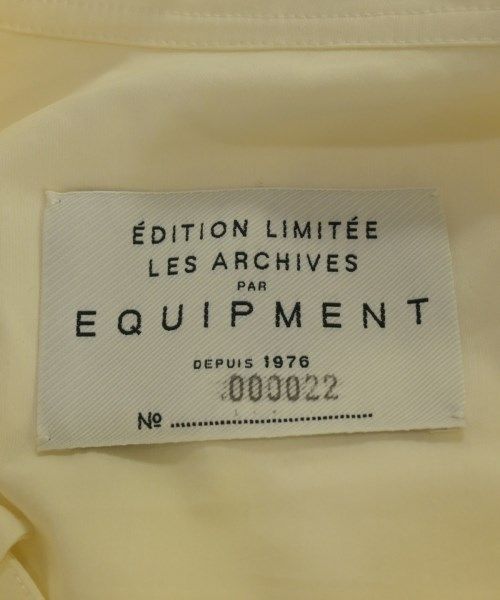 ÉDITION LIMITÉE
LES ARCHIVES
PAR
EQUIPMENT
DEPUIS 1976
000022
Nº ........................................